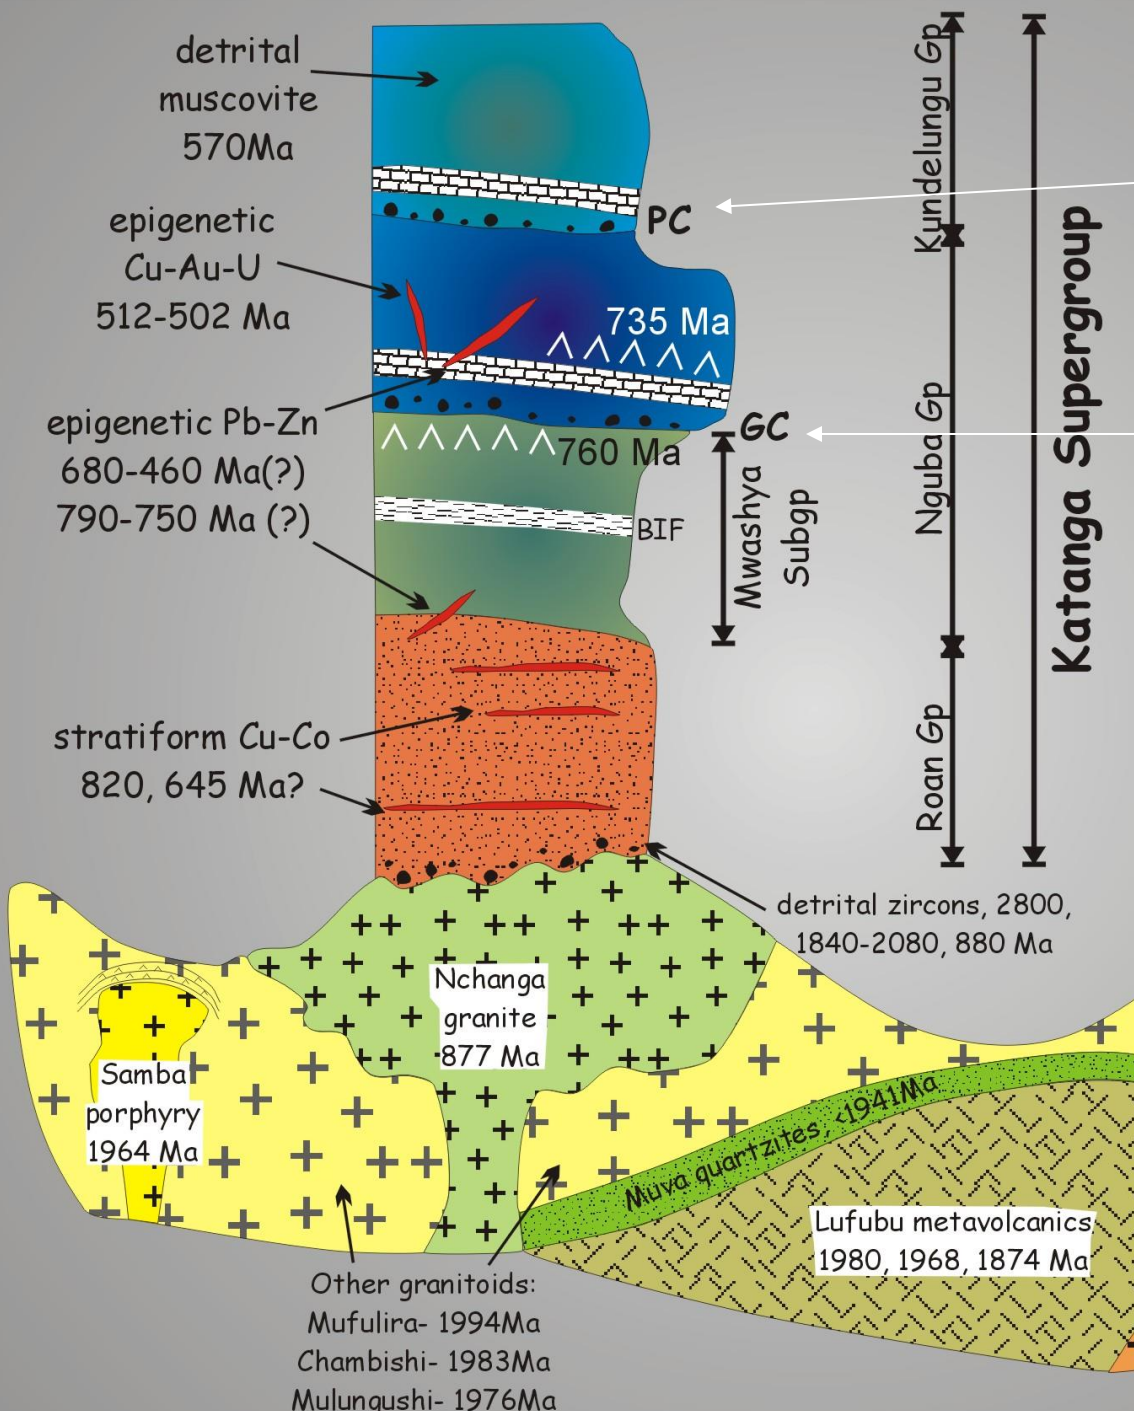 detrital
muscovite
570Ma
epigenetic
Cu-Au-U
512-502 Ma
epigenetic Pb-Zn
680-460 Ma(?)
790-750 Ma (?)
stratiform Cu-Co
820, 645 Ma?
PC
735 Ma
GC
760 Ma
BIF
Mwashya
Subgp
Kundelungu Gp
Nguba Gp
Roan Gp
Katanga Supergroup
detrital zircons, 2800,
1840-2080, 880 Ma
Nchanga
granite
877 Ma
Samba
porphyry
1964 Ma
Muva quartzites, <1941Ma
Lufubu metavolcanics
1980, 1968, 1874 Ma
Other granitoids:
Mufulira- 1994Ma
Chambishi- 1983Ma
Mulungushi- 1976Ma